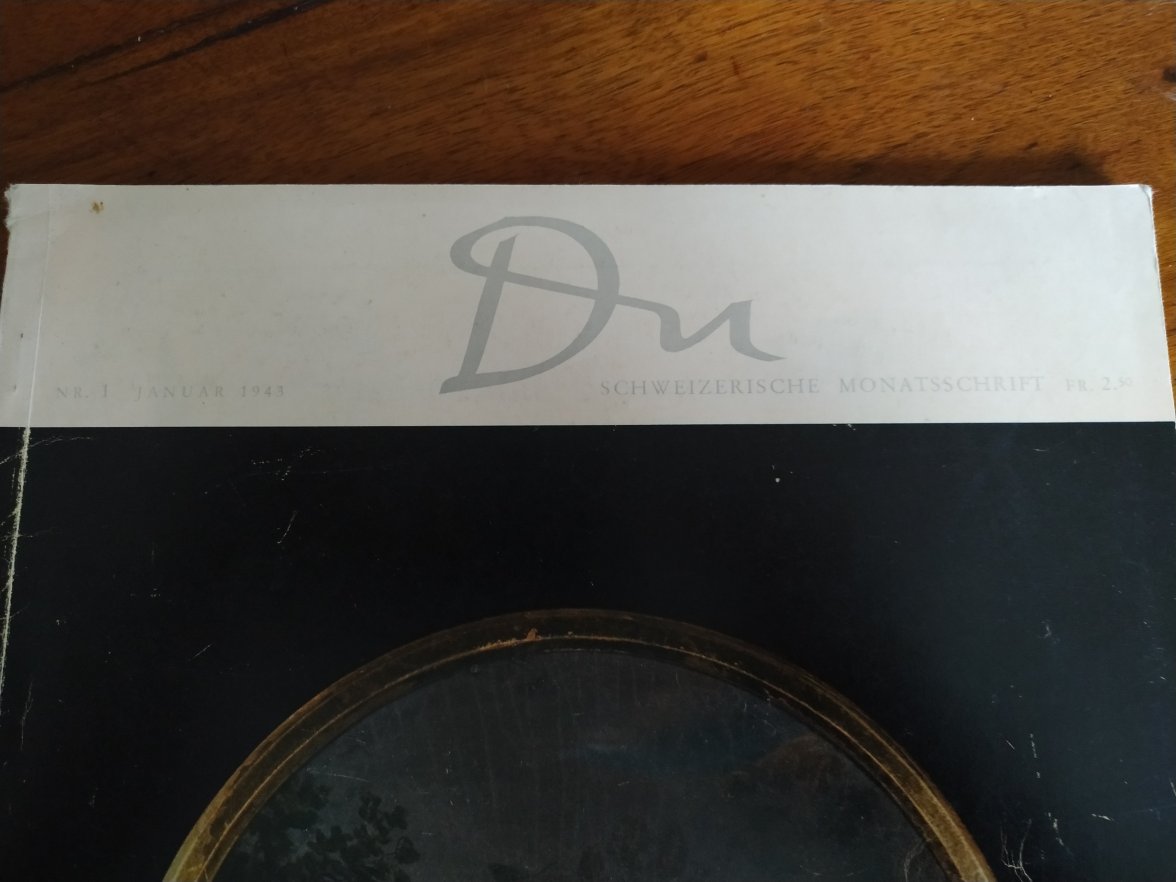 Du
NR. 1 JANUAR 1943 SCHWEIZERISCHE MONATSSCHRIFT FR. 2.50